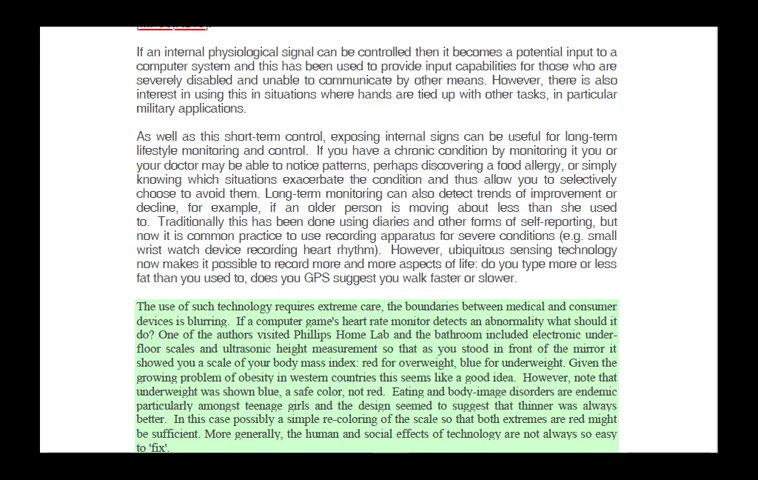 If an internal physiological signal can be controlled then it becomes a potential input to a
computer system and this has been used to provide input capabilities for those who are
severely disabled and unable to communicate by other means. However, there is also
interest in using this in situations where hands are tied up with other tasks, in particular
military applications.
As well as this short-term control, exposing internal signs can be useful for long-term
lifestyle monitoring and control. If you have a chronic condition by monitoring it you or
your doctor may be able to notice patterns, perhaps discovering a food allergy, or simply
knowing which situations exacerbate the condition and thus allow you to selectively
choose to avoid them. Long-term monitoring can also detect trends of improvement or
decline, for example, if an older person is moving about less than she used
to. Traditionally this has been done using diaries and other forms of self-reporting, but
now it is common practice to use recording apparatus for severe conditions (e.g. small
wrist watch device recording heart rhythm). However, ubiquitous sensing technology
now makes it possible to record more and more aspects of life: do you type more or less
fat than you used to, does you GPS suggest you walk faster or slower.
The use of such technology requires extreme care, the boundaries between medical and consumer
devices is blurring. If a computer game's heart rate monitor detects an abnormality what should it
do? One of the authors visited Phillips Home Lab and the bathroom included electronic under-
floor scales and ultrasonic height measurement so that as you stood in front of the mirror it
showed you a scale of your body mass index: red for overweight, blue for underweight. Given the
growing problem of obesity in western countries this seems like a good idea. However, note that
underweight was shown blue, a safe color, not red. Eating and body-image disorders are endemic
particularly amongst teenage girls and the design seemed to suggest that thinner was always
better. In this case possibly a simple re-coloring of the scale so that both extremes are red might
be sufficient. More generally, the human and social effects of technology are not always so easy
to 'fix'.